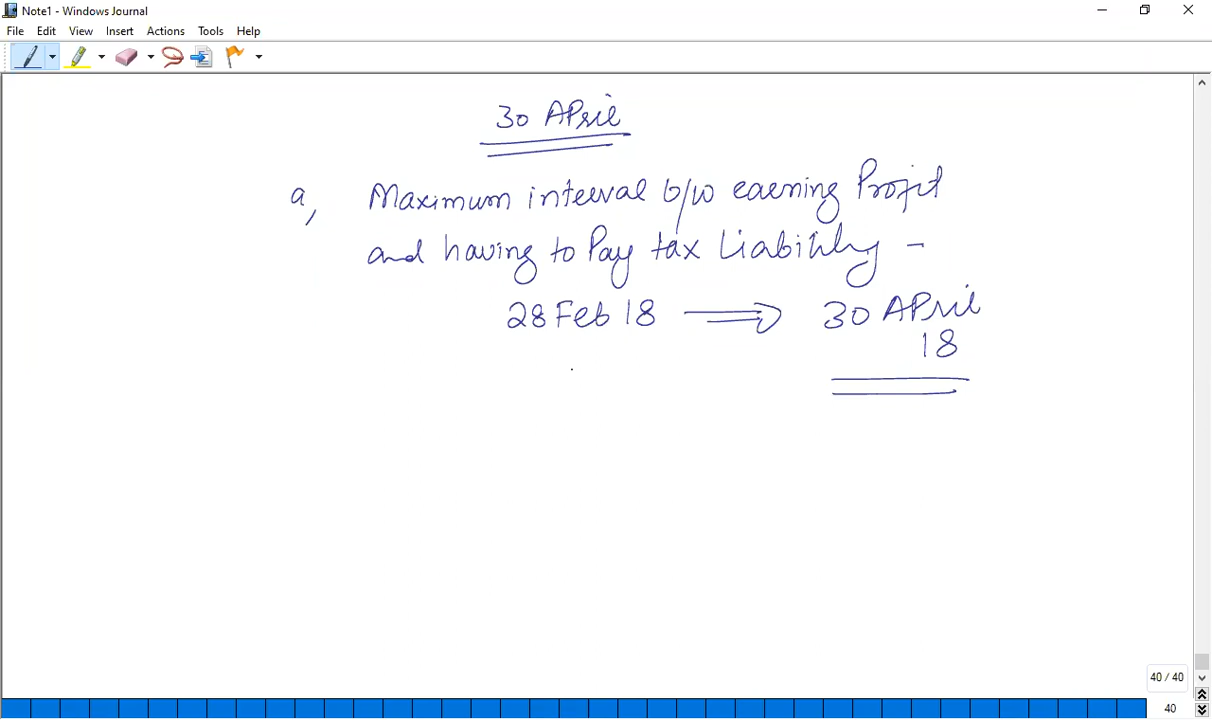 Note1 - Windows Journal
File Edit View Insert Actions Tools Help
30 APril
a, Maximum interval b/w earning Profit
and having to Pay tax Liability -
28 Feb 18 ⟹ 30 APril
18
40 / 40
40